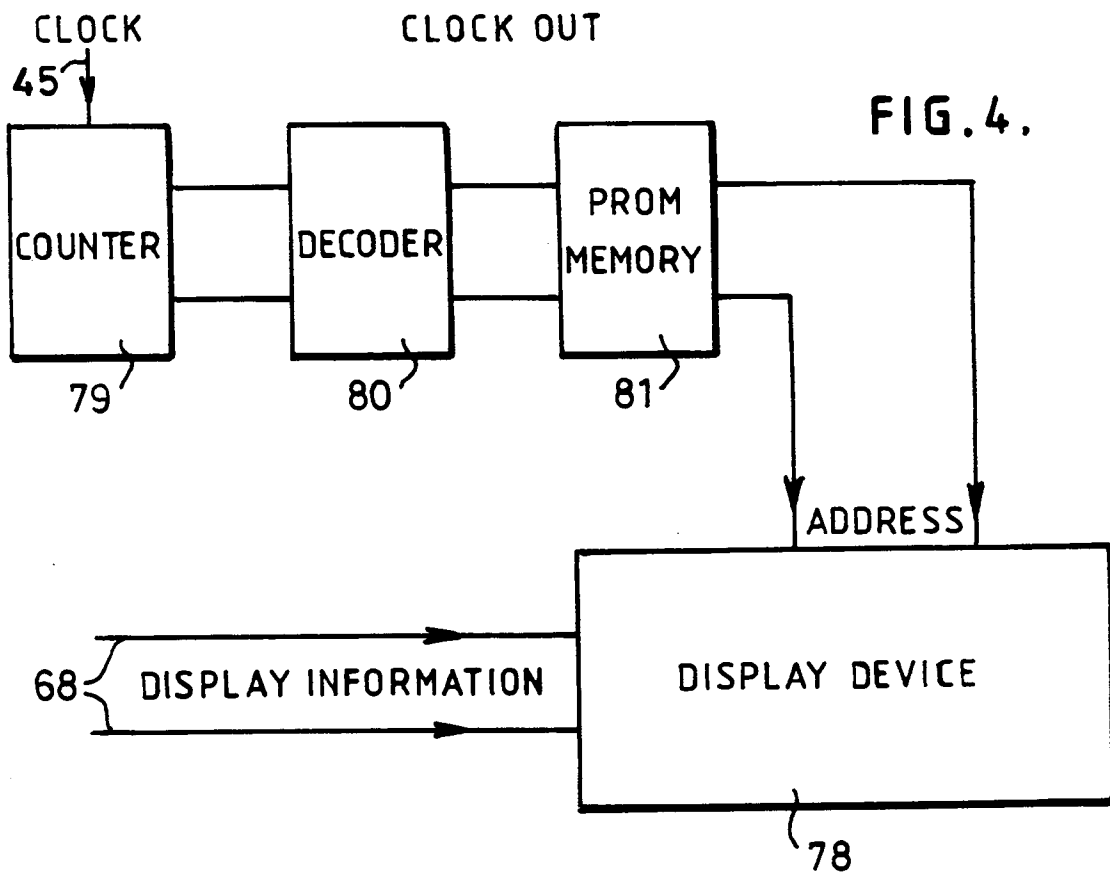 CLOCK
CLOCK OUT
45
FIG.4.
COUNTER
DECODER
PROM
MEMORY
79
80
81
ADDRESS
68
DISPLAY INFORMATION
DISPLAY DEVICE
78